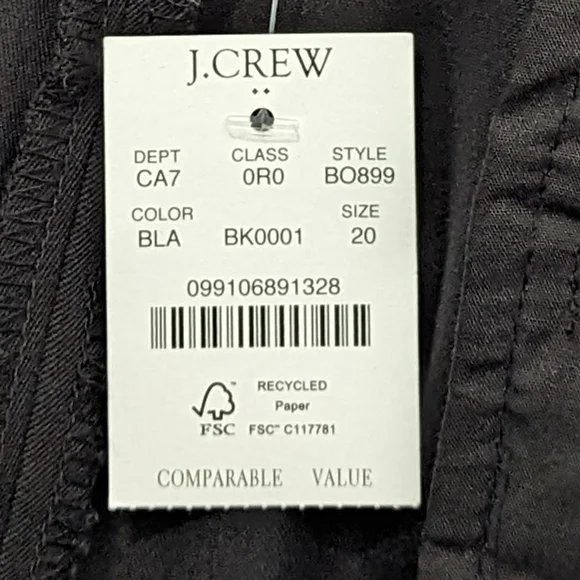 J.CREW
DEPT CLASS STYLE
CA7 0R0 BO899
COLOR SIZE
BLA BK0001 20
099106891328
RECYCLED
Paper
FSC™ FSC™ C117781
COMPARABLE VALUE